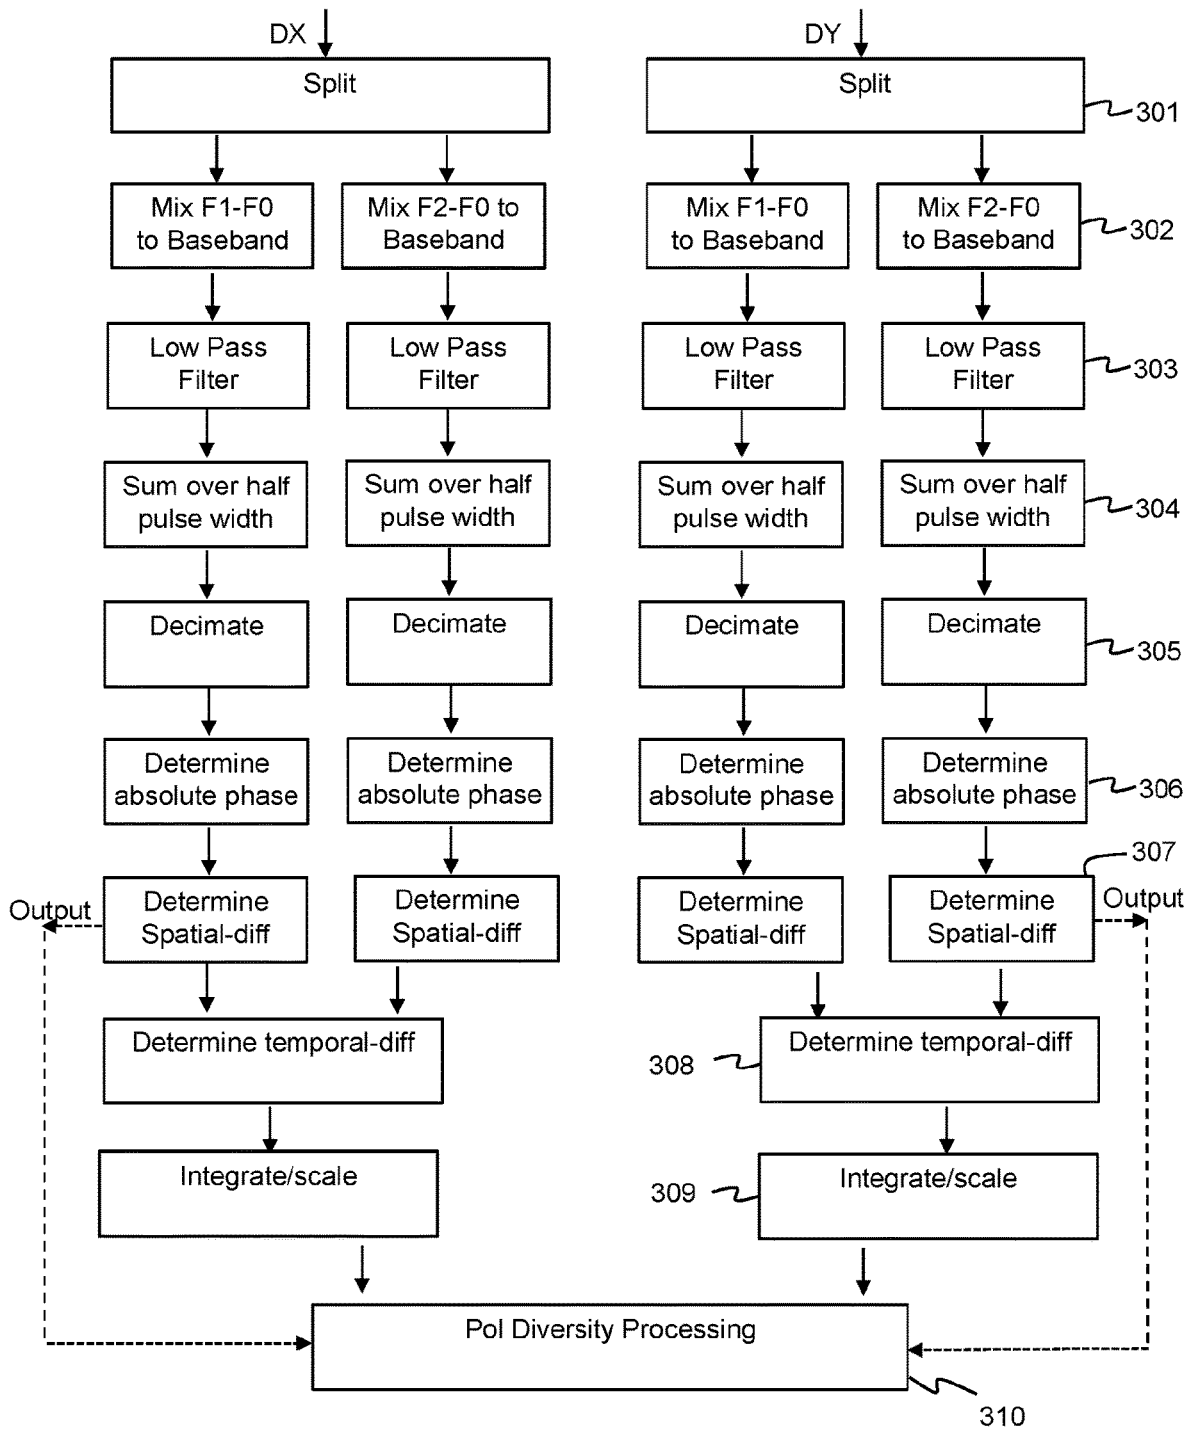 DX
DY
Split
Split
301
Mix F1-F0
to Baseband
Mix F2-F0 to
Baseband
Mix F1-F0
to Baseband
Mix F2-F0
to Baseband
302
Low Pass
Filter
Low Pass
Filter
Low Pass
Filter
Low Pass
Filter
303
Sum over half
pulse width
Sum over half
pulse width
Sum over half
pulse width
Sum over half
pulse width
304
Decimate
Decimate
Decimate
Decimate
305
Determine
absolute phase
Determine
absolute phase
Determine
absolute phase
Determine
absolute phase
306
307
Output
Determine
Spatial-diff
Determine
Spatial-diff
Determine
Spatial-diff
Determine
Spatial-diff
Output
Determine temporal-diff
308
Determine temporal-diff
Integrate/scale
309
Integrate/scale
Pol Diversity Processing
310